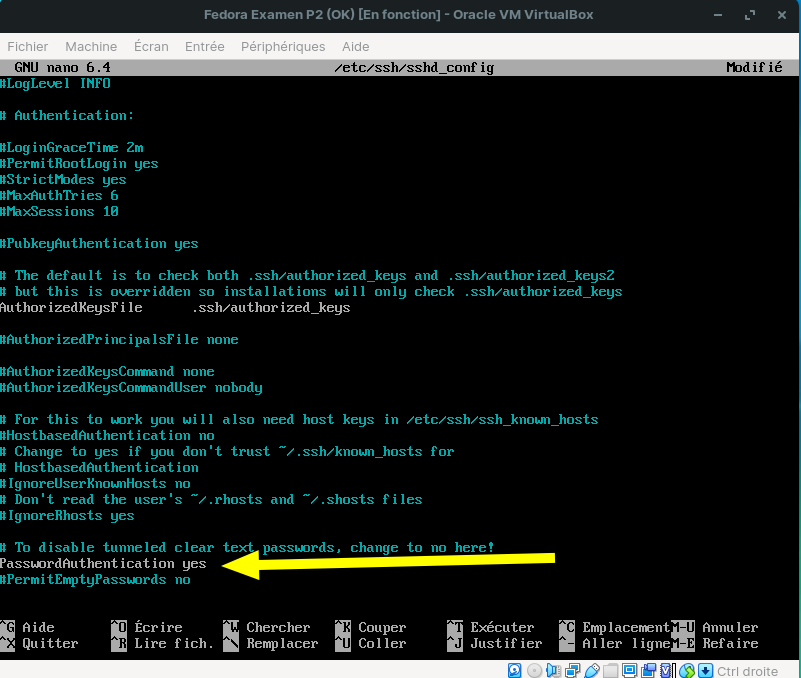 Fedora Examen P2 (OK) [En fonction] - Oracle VM VirtualBox
Fichier Machine Écran Entrée Périphériques Aide
GNU nano 6.4 /etc/ssh/sshd_config Modifié
#LogLevel INFO
# Authentication:
#LoginGraceTime 2m
#PermitRootLogin yes
#StrictModes yes
#MaxAuthTries 6
#MaxSessions 10
#PubkeyAuthentication yes
# The default is to check both .ssh/authorized_keys and .ssh/authorized_keys2
# but this is overridden so installations will only check .ssh/authorized_keys
AuthorizedKeysFile .ssh/authorized_keys
#AuthorizedPrincipalsFile none
#AuthorizedKeysCommand none
#AuthorizedKeysCommandUser nobody
# For this to work you will also need host keys in /etc/ssh/ssh_known_hosts
#HostbasedAuthentication no
# Change to yes if you don't trust ~/.ssh/known_hosts for
# HostbasedAuthentication
#IgnoreUserKnownHosts no
# Don't read the user's ~/.rhosts and ~/.shosts files
#IgnoreRhosts yes
# To disable tunneled clear text passwords, change to no here!
PasswordAuthentication yes
#PermitEmptyPasswords no
^G Aide ^O Écrire ^W Chercher ^K Couper ^T Exécuter ^C Emplacement M-U Annuler
^X Quitter ^R Lire fich. ^\ Remplacer ^U Coller ^J Justifier ^- Aller ligne M-E Refaire
Ctrl droite